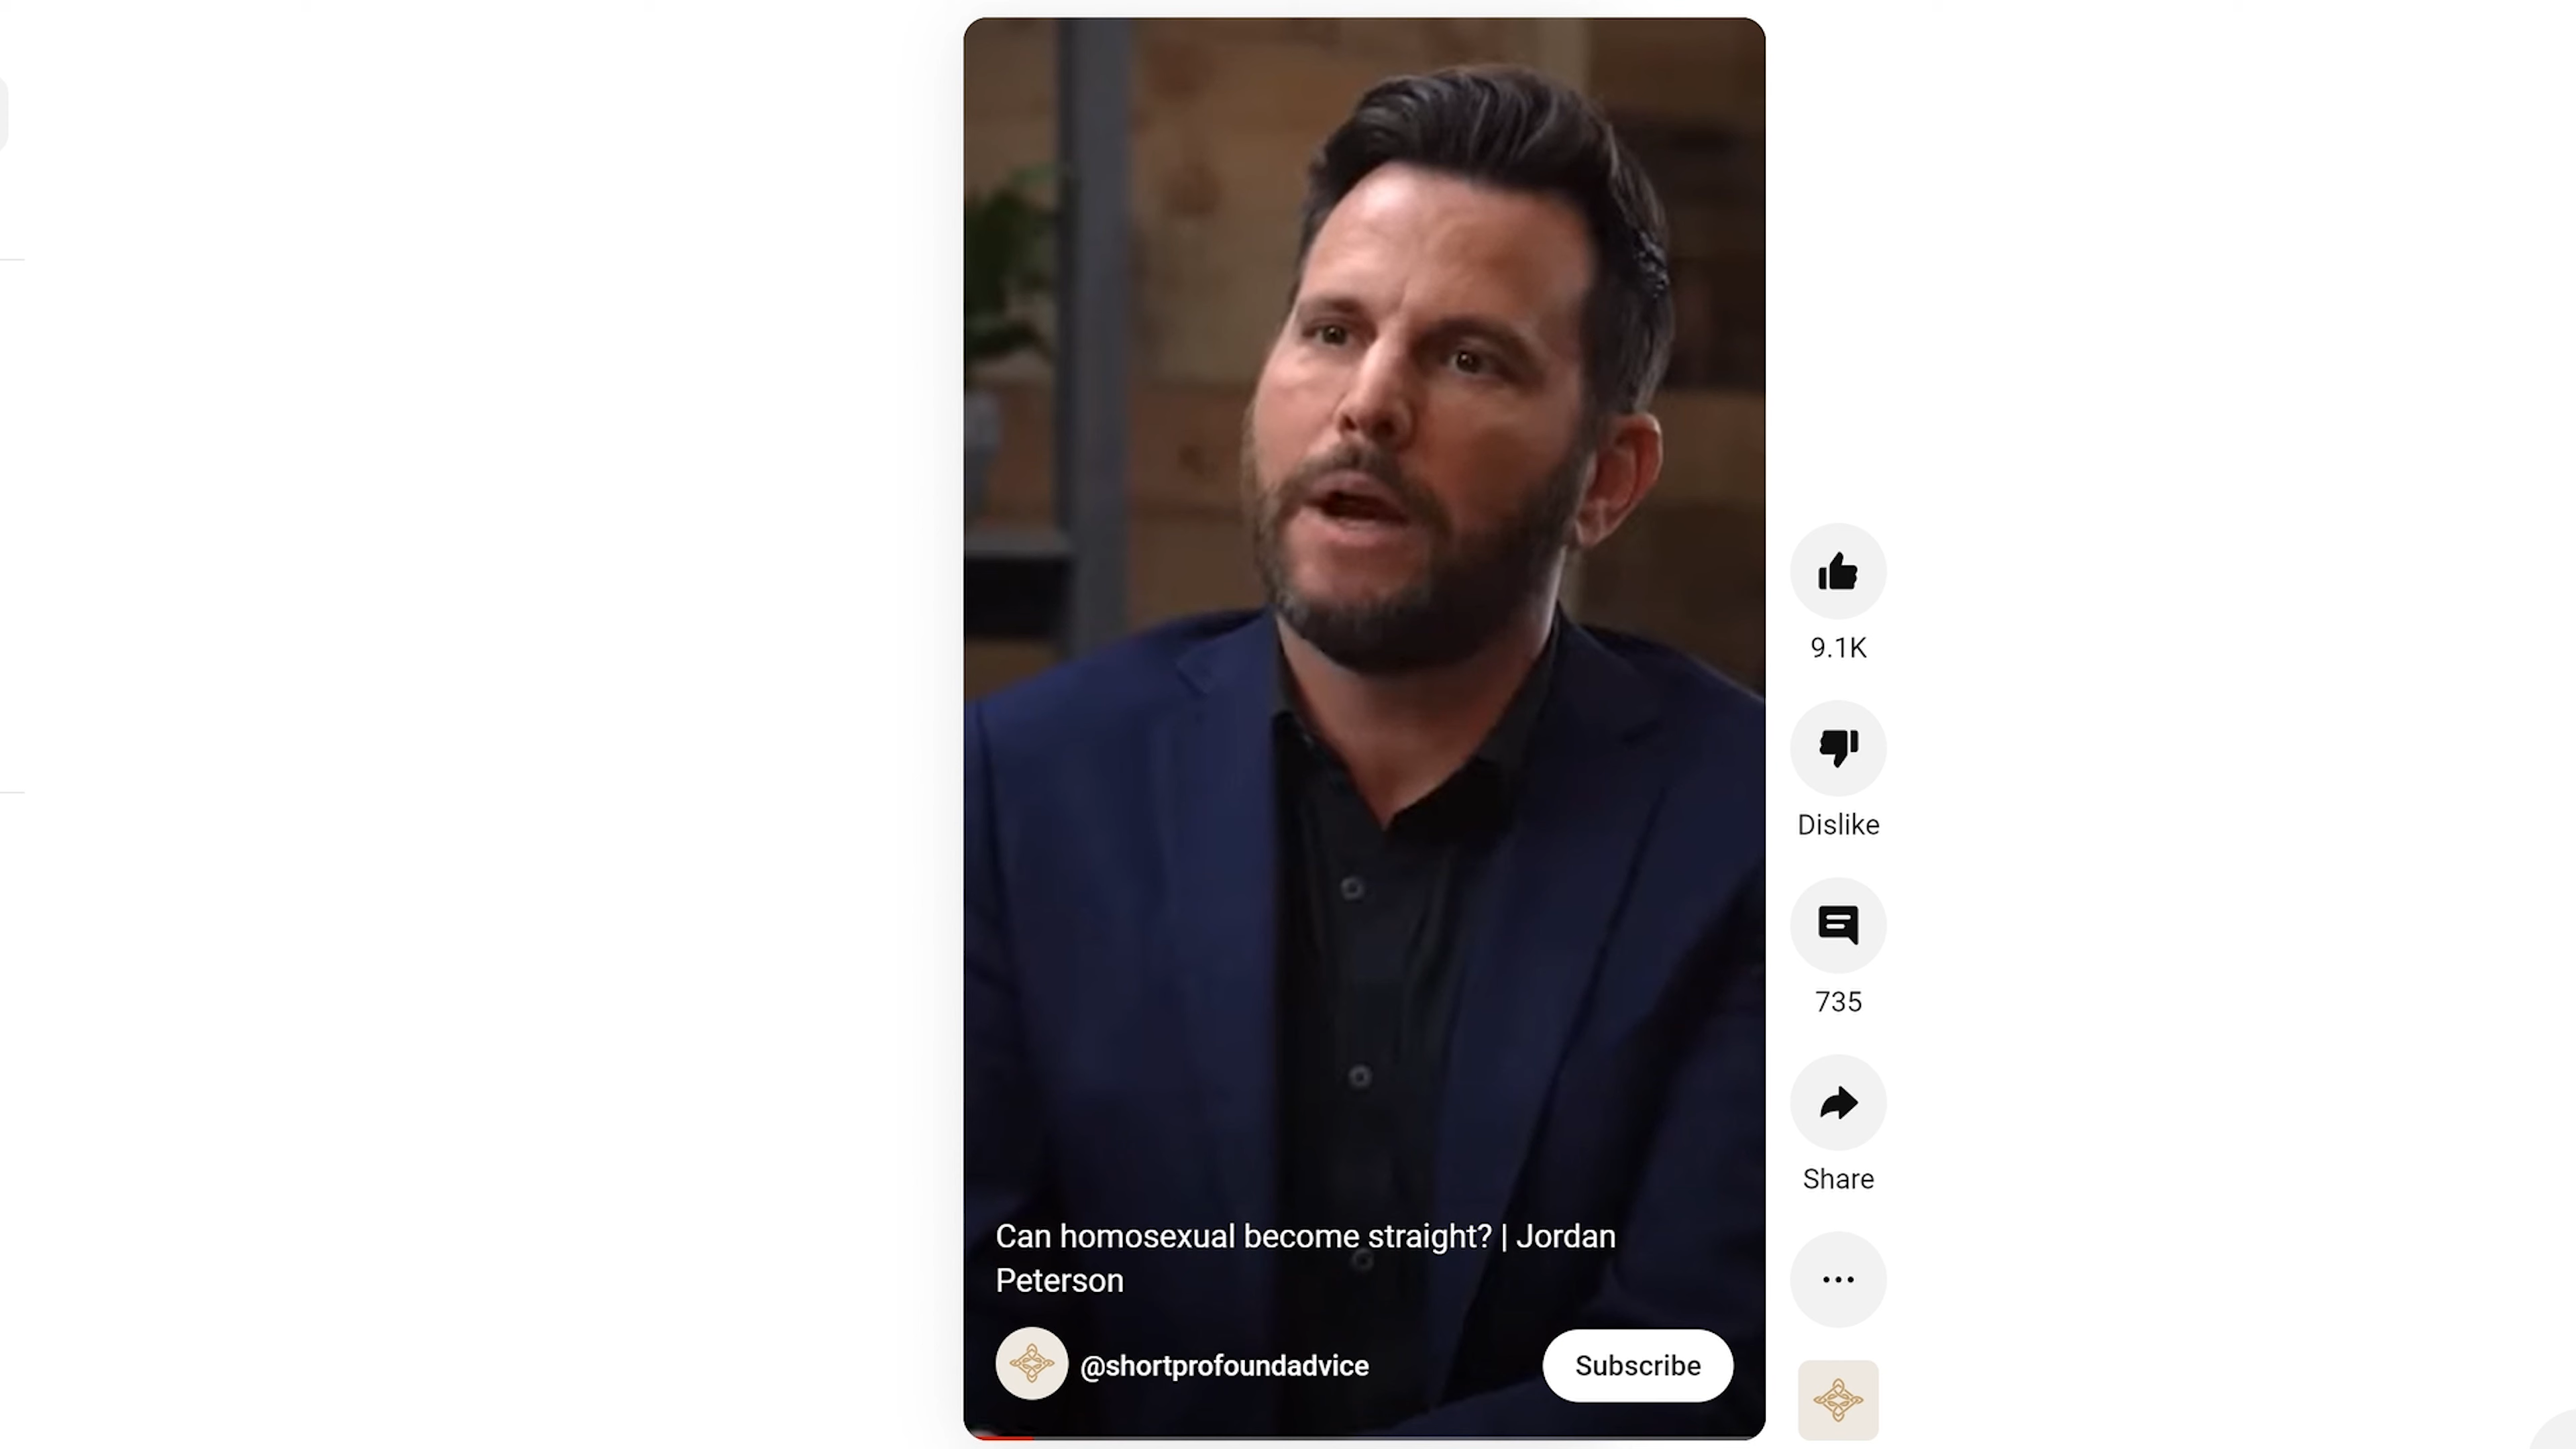 Can homosexual become straight? | Jordan
Peterson
@shortprofoundadvice
Subscribe
9.1K
Dislike
735
Share